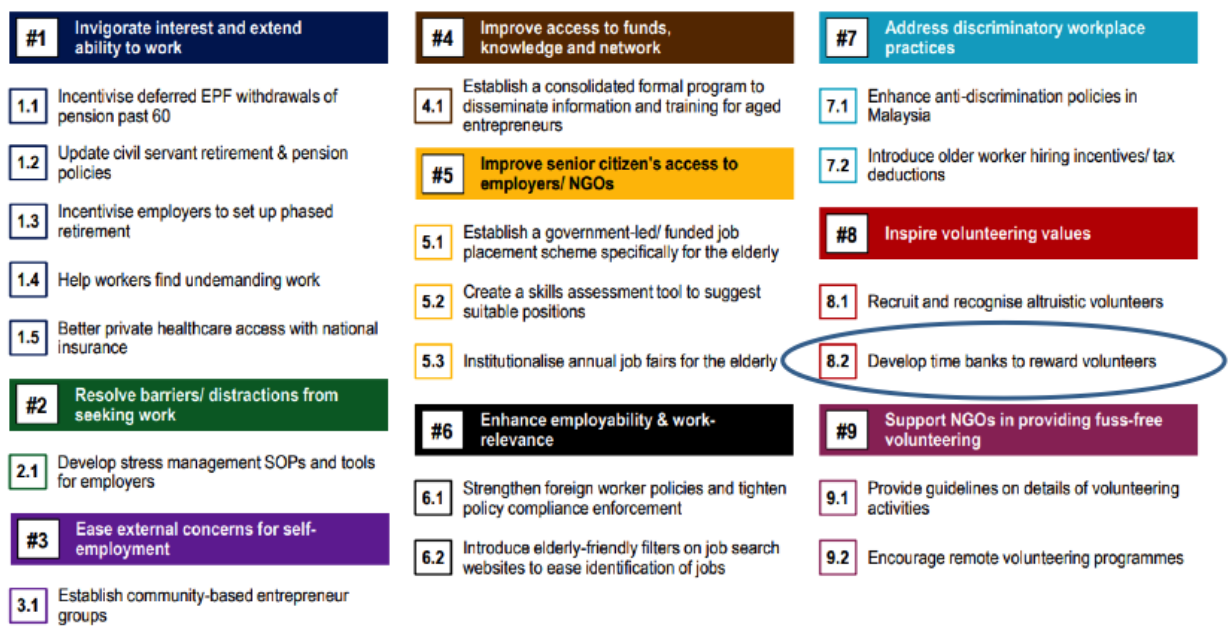 #1
Invigorate interest and extend
ability to work
1.1
Incentivise deferred EPF withdrawals of
pension past 60
1.2
Update civil servant retirement & pension
policies
1.3
Incentivise employers to set up phased
retirement
1.4
Help workers find undemanding work
1.5
Better private healthcare access with national
insurance
#2
Resolve barriers/ distractions from
seeking work
2.1
Develop stress management SOPs and tools
for employers
#3
Ease external concerns for self-
employment
3.1
Establish community-based entrepreneur
groups
#4
Improve access to funds,
knowledge and network
4.1
Establish a consolidated formal program to
disseminate information and training for aged
entrepreneurs
#5
Improve senior citizen's access to
employers/ NGOs
5.1
Establish a government-led/ funded job
placement scheme specifically for the elderly
5.2
Create a skills assessment tool to suggest
suitable positions
5.3
Institutionalise annual job fairs for the elderly
#6
Enhance employability & work-
relevance
6.1
Strengthen foreign worker policies and tighten
policy compliance enforcement
6.2
Introduce elderly-friendly filters on job search
websites to ease identification of jobs
#7
Address discriminatory workplace
practices
7.1
Enhance anti-discrimination policies in
Malaysia
7.2
Introduce older worker hiring incentives/ tax
deductions
#8
Inspire volunteering values
8.1
Recruit and recognise altruistic volunteers
8.2
Develop time banks to reward volunteers
#9
Support NGOs in providing fuss-free
volunteering
9.1
Provide guidelines on details of volunteering
activities
9.2
Encourage remote volunteering programmes